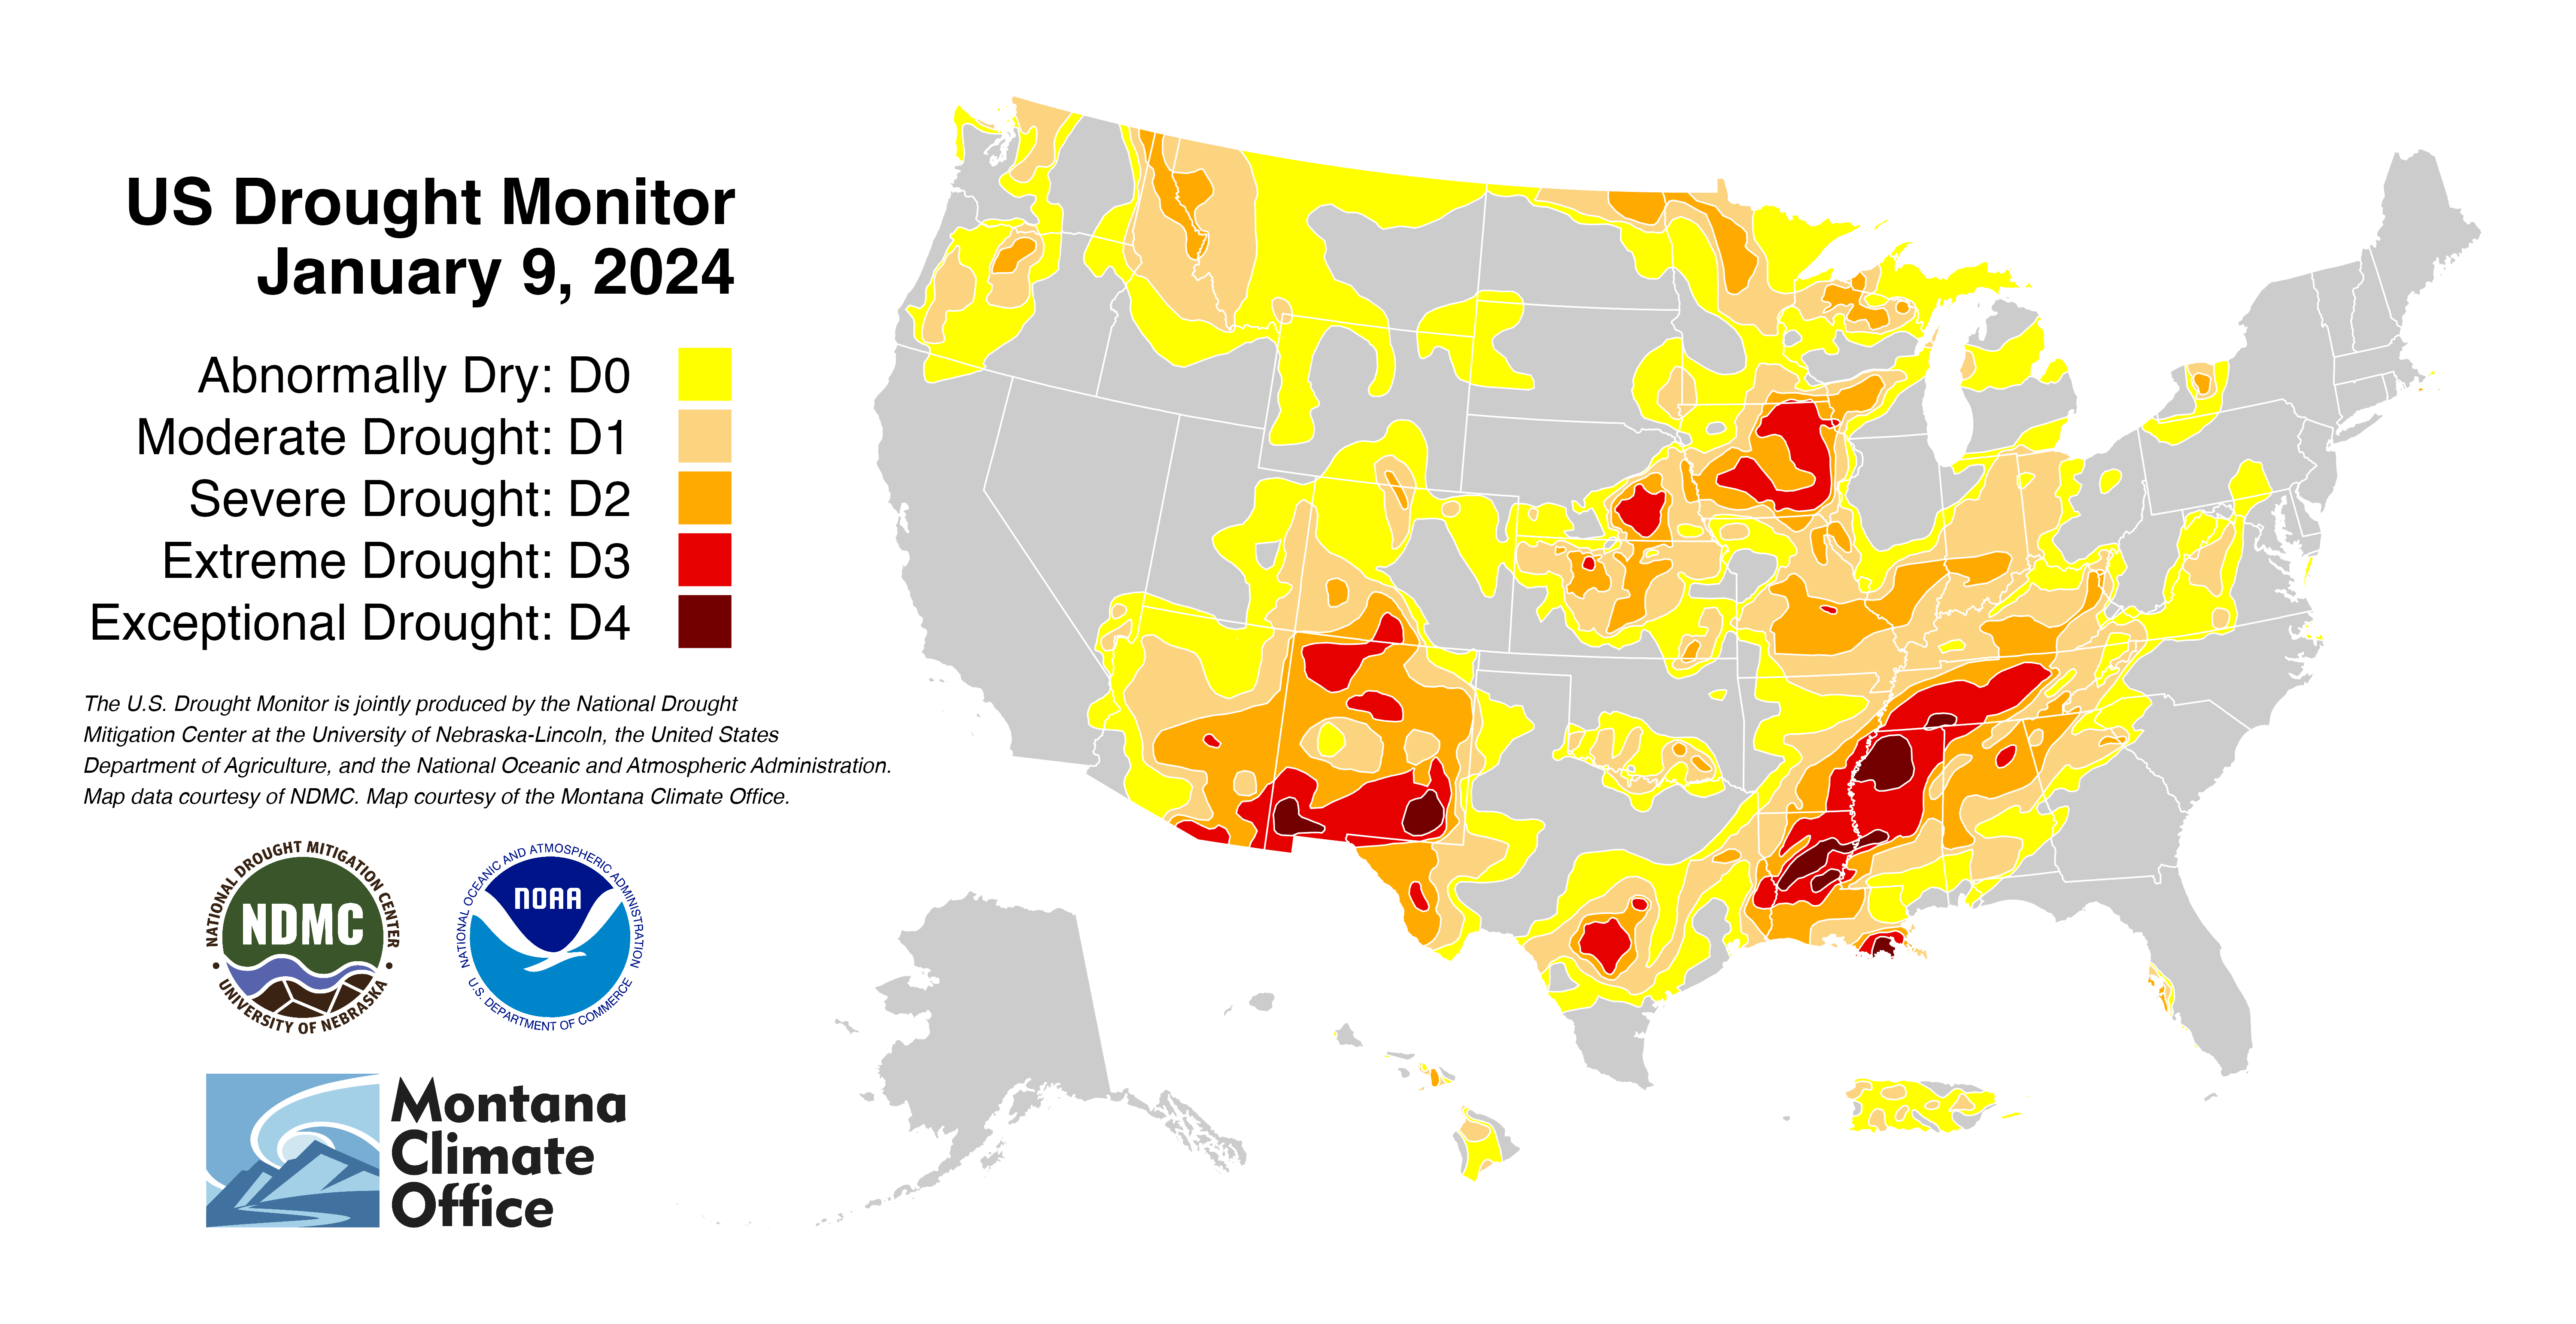 US Drought Monitor
January 9, 2024
Abnormally Dry: D0
Moderate Drought: D1
Severe Drought: D2
Extreme Drought: D3
Exceptional Drought: D4
The U.S. Drought Monitor is jointly produced by the National Drought
Mitigation Center at the University of Nebraska-Lincoln, the United States
Department of Agriculture, and the National Oceanic and Atmospheric Administration.
Map data courtesy of NDMC. Map courtesy of the Montana Climate Office.
NATIONAL DROUGHT MITIGATION CENTER
NDMC
• UNIVERSITY OF NEBRASKA •
NATIONAL OCEANIC AND ATMOSPHERIC ADMINISTRATION
NOAA
U.S. DEPARTMENT OF COMMERCE
Montana
Climate
Office